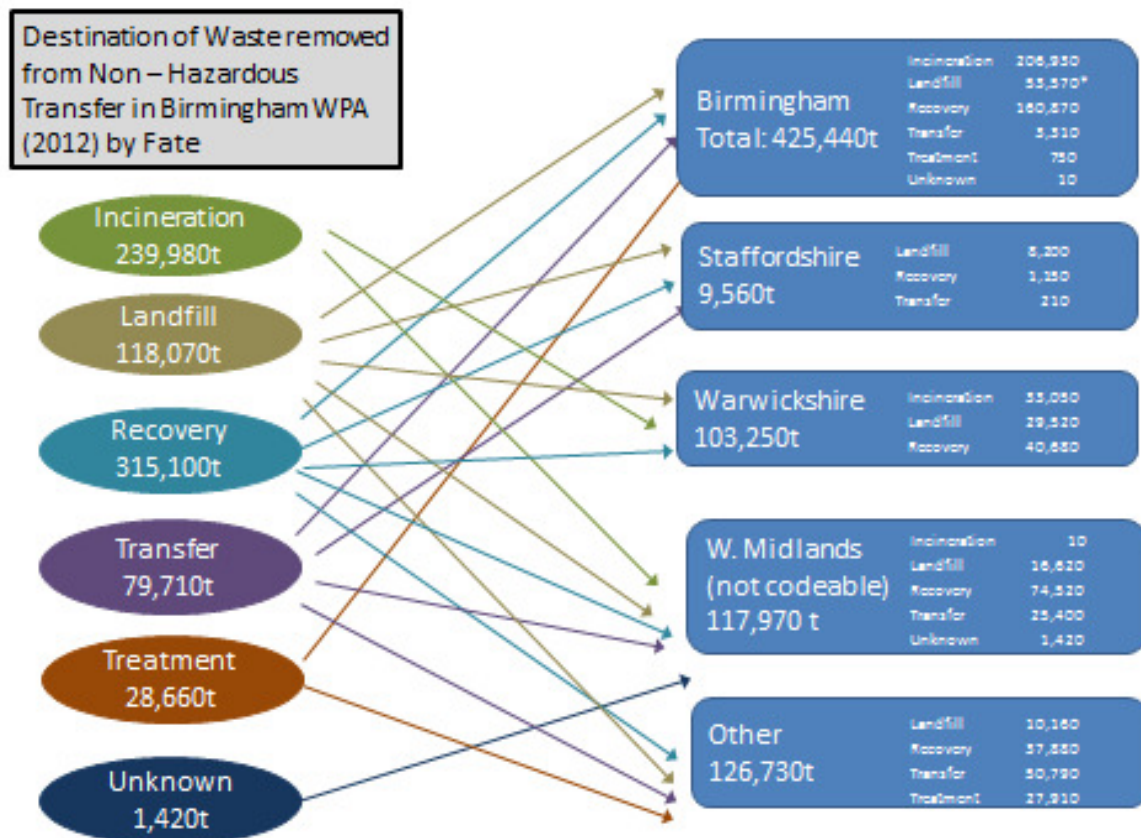 Destination of Waste removed
from Non – Hazardous
Transfer in Birmingham WPA
(2012) by Fate
Incineration
239,980t
Landfill
118,070t
Recovery
315,100t
Transfer
79,710t
Treatment
28,660t
Unknown
1,420t
Birmingham
Total: 425,440t
Incineration 206,930
Landfill 53,570*
Recovery 160,870
Transfer 3,310
Treatment 750
Unknown 10
Staffordshire
9,560t
Landfill 8,200
Recovery 1,150
Transfer 210
Warwickshire
103,250t
Incineration 33,050
Landfill 29,520
Recovery 40,680
W. Midlands
(not codeable)
117,970 t
Incineration 10
Landfill 16,620
Recovery 74,520
Transfer 25,400
Unknown 1,420
Other
126,730t
Landfill 10,160
Recovery 37,880
Transfer 50,790
Treatment 27,910